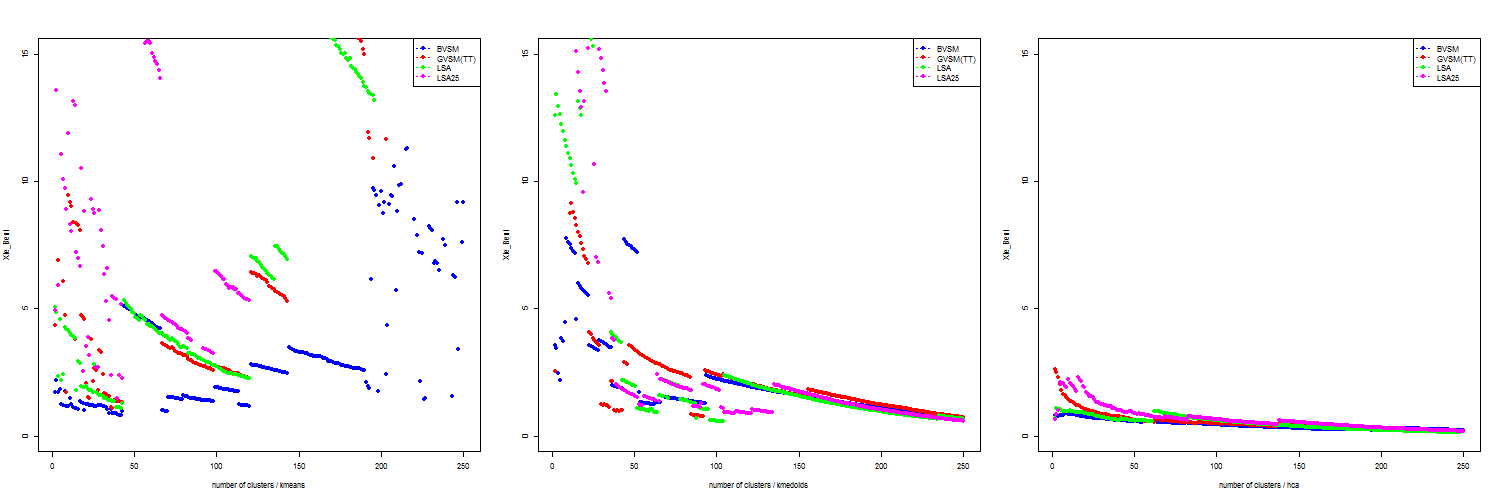 15
10
5
0
Xie_Beni
0 50 100 150 200 250
number of clusters / kmeans
BVSM
GVSM(TT)
LSA
LSA25
15
10
5
0
Xie_Beni
0 50 100 150 200 250
number of clusters / kmedoids
BVSM
GVSM(TT)
LSA
LSA25
15
10
5
0
Xie_Beni
0 50 100 150 200 250
number of clusters / hca
BVSM
GVSM(TT)
LSA
LSA25